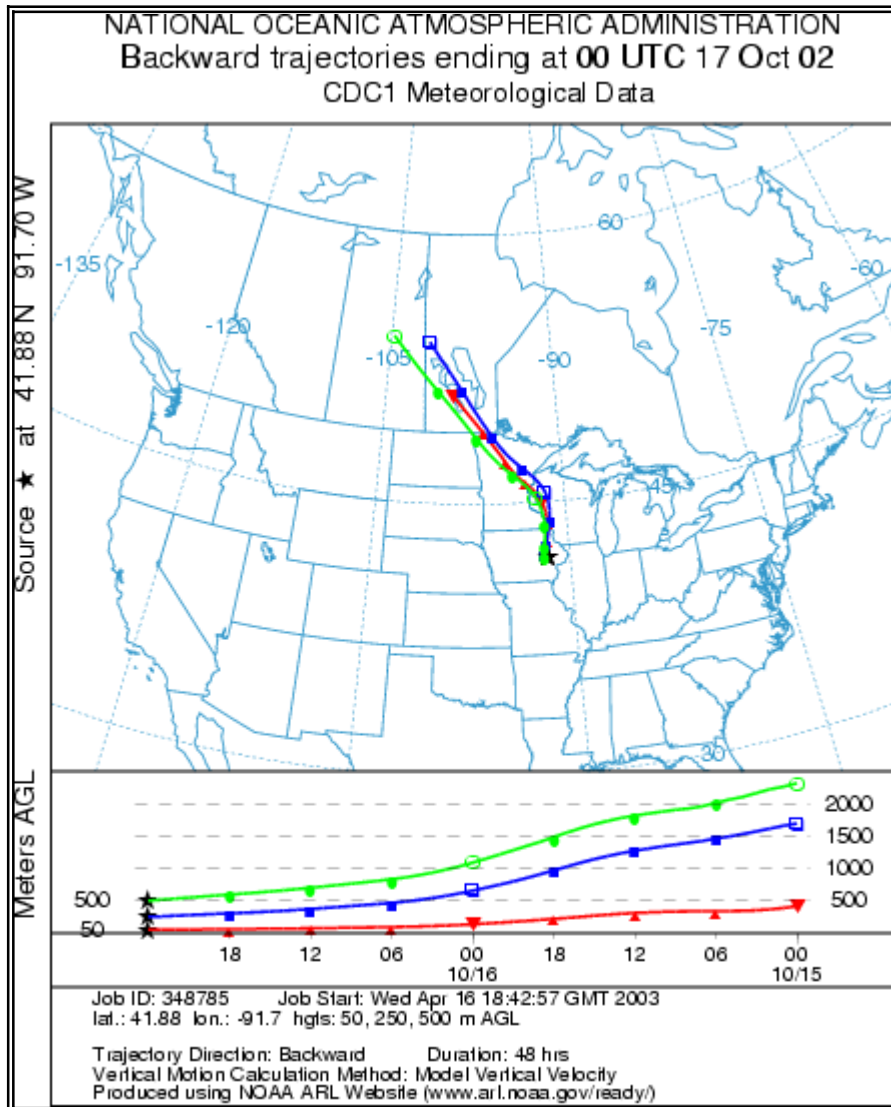 NATIONAL OCEANIC ATMOSPHERIC ADMINISTRATION
Backward trajectories ending at 00 UTC 17 Oct 02
CDC1 Meteorological Data
Source ★ at 41.88 N 91.70 W
-135
-120
-105
-90
-75
-60
60
45
30
Meters AGL
2000
1500
1000
500
500
50
18 12 06 00 18 12 06 00
10/16 10/15
Job ID: 348785 Job Start: Wed Apr 16 18:42:57 GMT 2003
lat.: 41.88 lon.: -91.7 hgts: 50, 250, 500 m AGL
Trajectory Direction: Backward Duration: 48 hrs
Vertical Motion Calculation Method: Model Vertical Velocity
Produced using NOAA ARL Website (www.arl.noaa.gov/ready/)